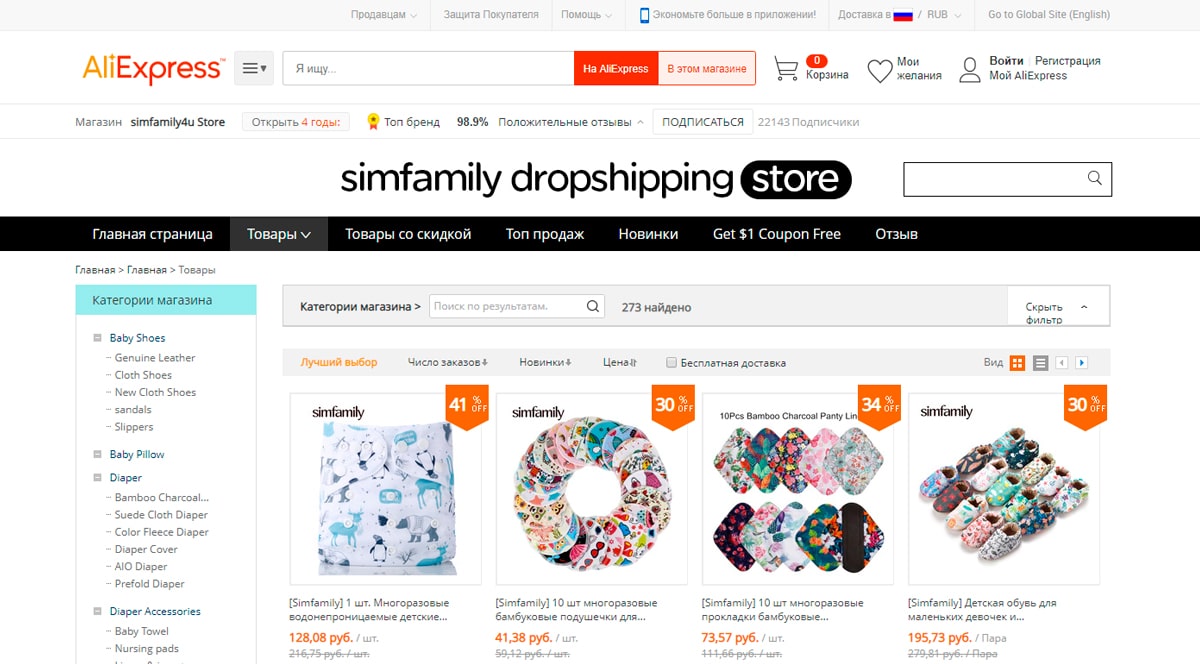 Продавцам
Защита Покупателя
Помощь
Экономьте больше в приложении!
Доставка в / RUB
Go to Global Site (English)
AliExpress™
Я ищу...
На AliExpress
В этом магазине
0
Корзина
Мои
желания
Войти | Регистрация
Мой AliExpress
Магазин simfamily4u Store
Открыть 4 годы:
Топ бренд
98.9% Положительные отзывы
ПОДПИСАТЬСЯ
22143 Подписчики
simfamily dropshipping store
Главная страница
Товары
Товары со скидкой
Топ продаж
Новинки
Get $1 Coupon Free
Отзыв
Главная > Главная > Товары
Категории магазина
Baby Shoes
Genuine Leather
Cloth Shoes
New Cloth Shoes
sandals
Slippers
Baby Pillow
Diaper
Bamboo Charcoal...
Suede Cloth Diaper
Color Fleece Diaper
Diaper Cover
AIO Diaper
Prefold Diaper
Diaper Accessories
Baby Towel
Nursing pads
Категории магазина >
Поиск по результатам.
273 найдено
Скрыть
фильтр
Лучший выбор
Число заказов
Новинки
Цена
Бесплатная доставка
Вид
simfamily
41 % OFF
[Simfamily] 1 шт. Многоразовые
водонепроницаемые детские...
128,08 руб. / шт.
216,75 руб. / шт.
simfamily
30 % OFF
[Simfamily] 10 шт многоразовые
бамбуковые подушечки для...
41,38 руб. / шт.
59,12 руб. / шт.
10Pcs Bamboo Charcoal Panty Lin
34 % OFF
[Simfamily] 10 шт многоразовые
прокладки бамбуковые...
73,57 руб. / шт.
111,66 руб. / шт.
simfamily
30 % OFF
[Simfamily] Детская обувь для
маленьких девочек и...
195,73 руб. / Пара
279,81 руб. / Пара